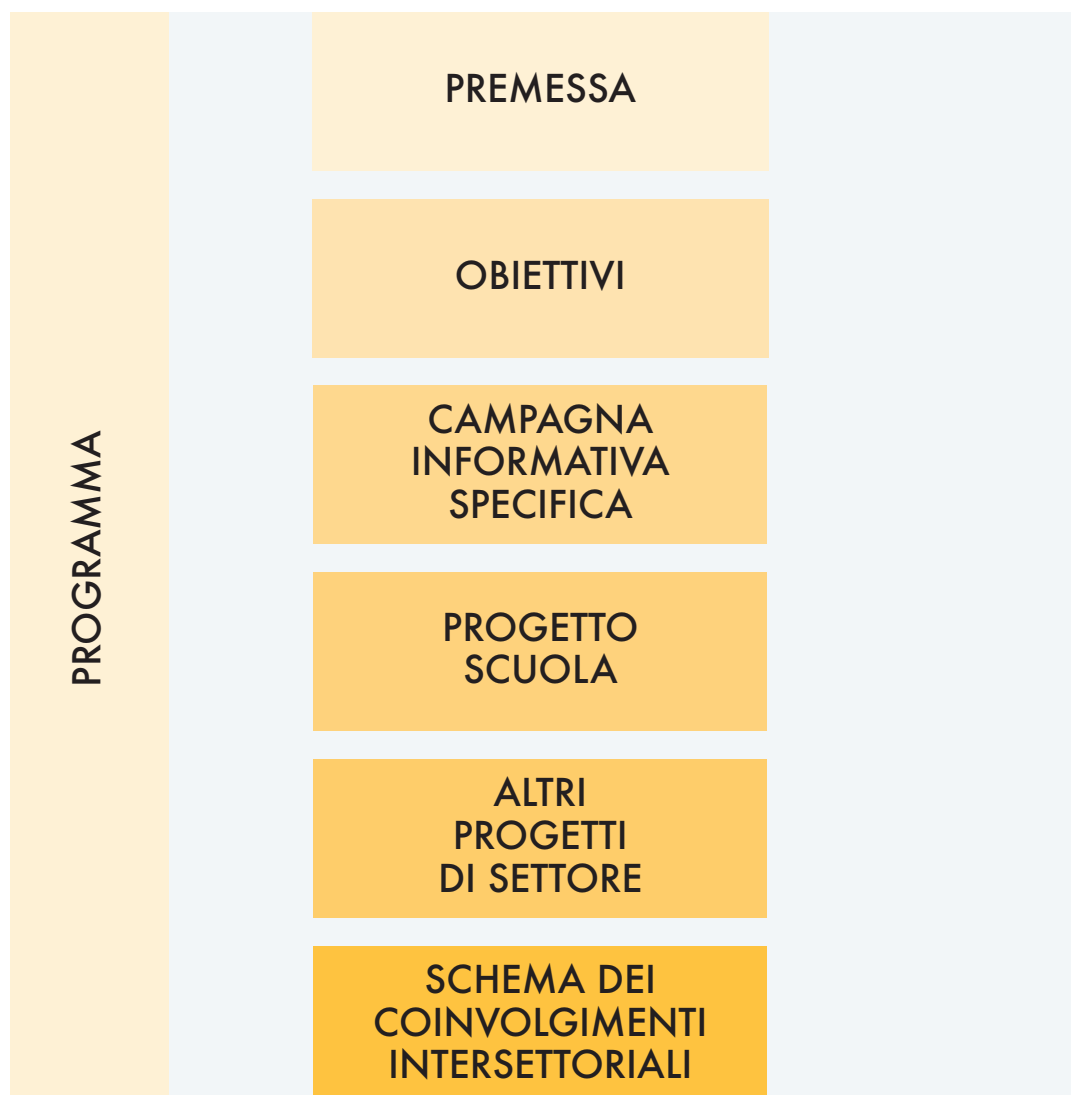 PROGRAMMA
PREMESSA
OBIETTIVI
CAMPAGNA
INFORMATIVA
SPECIFICA
PROGETTO
SCUOLA
ALTRI
PROGETTI
DI SETTORE
SCHEMA DEI
COINVOLGIMENTI
INTERSETTORIALI